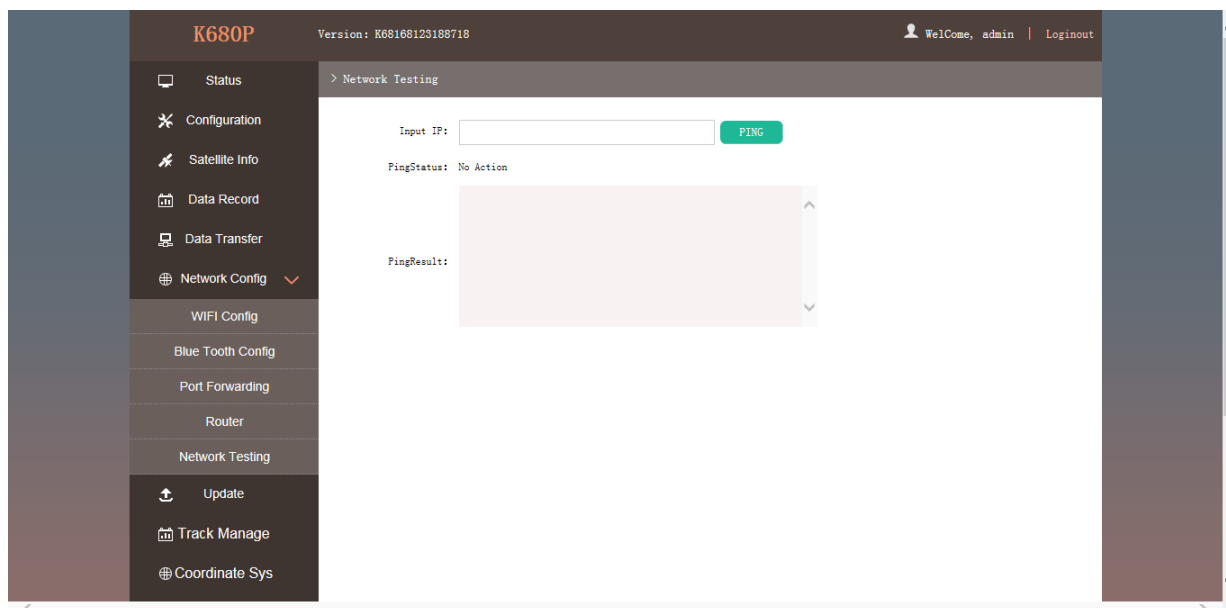 K680P
Version: K68168123188718
WelCome, admin | Loginout
Status
Configuration
Satellite Info
Data Record
Data Transfer
Network Config
WIFI Config
Blue Tooth Config
Port Forwarding
Router
Network Testing
Update
Track Manage
Coordinate Sys
> Network Testing
Input IP:
PING
PingStatus: No Action
PingResult: